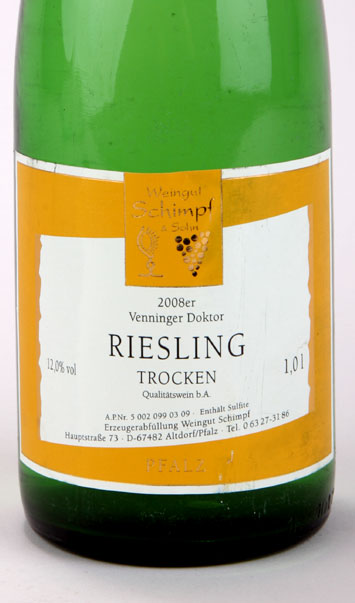 Weingut
Schimpf
& Sohn
2008er
Venninger Doktor
RIESLING
12,0% vol
1,0 l
TROCKEN
Qualitätswein b.A.
A.P.Nr. 5 002 099 03 09 · Enthält Sulfite
Erzeugerabfüllung Weingut Schimpf
Hauptstraße 73 · D-67482 Altdorf/Pfalz · Tel. 0 63 27-31 86
PFALZ